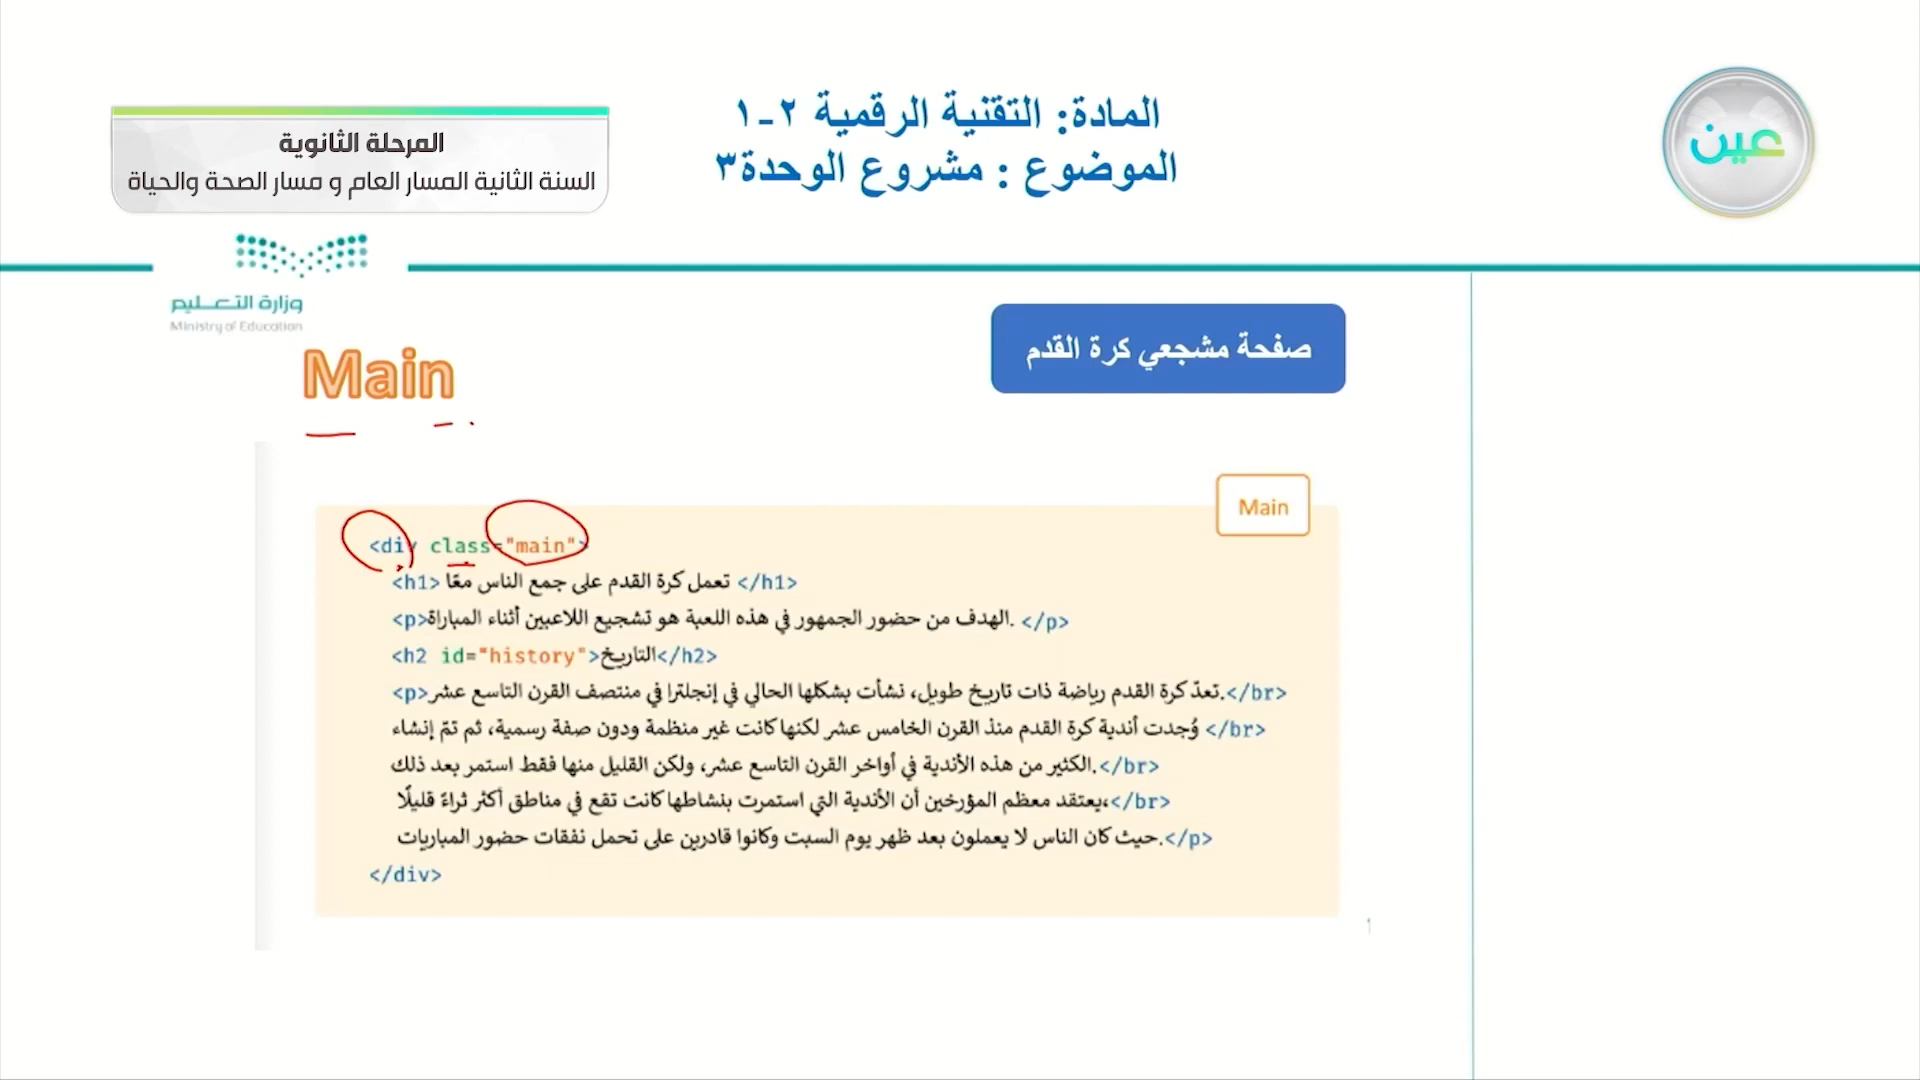 المادة: التقنية الرقمية ٢-١
الموضوع : مشروع الوحدة٣
عين
المرحلة الثانوية
السنة الثانية المسار العام و مسار الصحة والحياة
وزارة التعـــليم
Ministry of Education
صفحة مشجعي كرة القدم
Main
Main
<div class="main">
<h1> تعمل كرة القدم على جمع الناس معًا </h1>
<p>الهدف من حضور الجمهور في هذه اللعبة هو تشجيع اللاعبين أثناء المباراة. </p>
<h2 id="history">التاريخ</h2>
<p>تعدّ كرة القدم رياضة ذات تاريخ طويل، نشأت بشكلها الحالي في إنجلترا في منتصف القرن التاسع عشر.</br>
وُجدت أندية كرة القدم منذ القرن الخامس عشر لكنها كانت غير منظمة ودون صفة رسمية، ثم تمّ إنشاء </br>
الكثير من هذه الأندية في أواخر القرن التاسع عشر، ولكن القليل منها فقط استمر بعد ذلك.</br>
يعتقد معظم المؤرخين أن الأندية التي استمرت بنشاطها كانت تقع في مناطق أكثر ثراءً قليلًا،</br>
حيث كان الناس لا يعملون بعد ظهر يوم السبت وكانوا قادرين على تحمل نفقات حضور المباريات.</p>
</div>
1